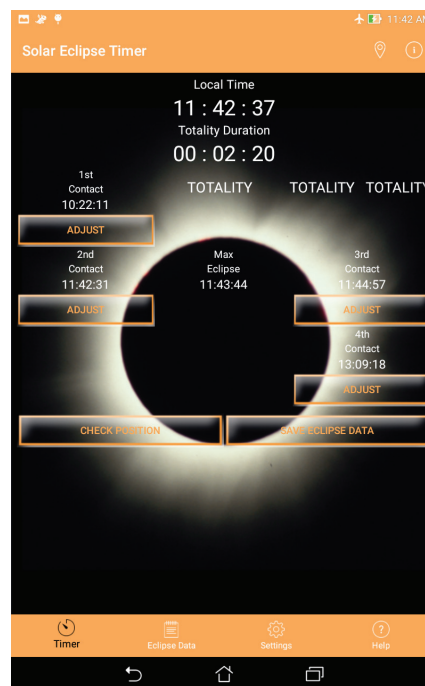 11:42 AM
Solar Eclipse Timer
Local Time
11 : 42 : 37
Totality Duration
00 : 02 : 20
TOTALITY TOTALITY TOTALITY
1st
Contact
10:22:11
ADJUST
2nd
Contact
11:42:31
ADJUST
Max
Eclipse
11:43:44
3rd
Contact
11:44:57
ADJUST
4th
Contact
13:09:18
ADJUST
CHECK POSITION
SAVE ECLIPSE DATA
Timer
Eclipse Data
Settings
Help